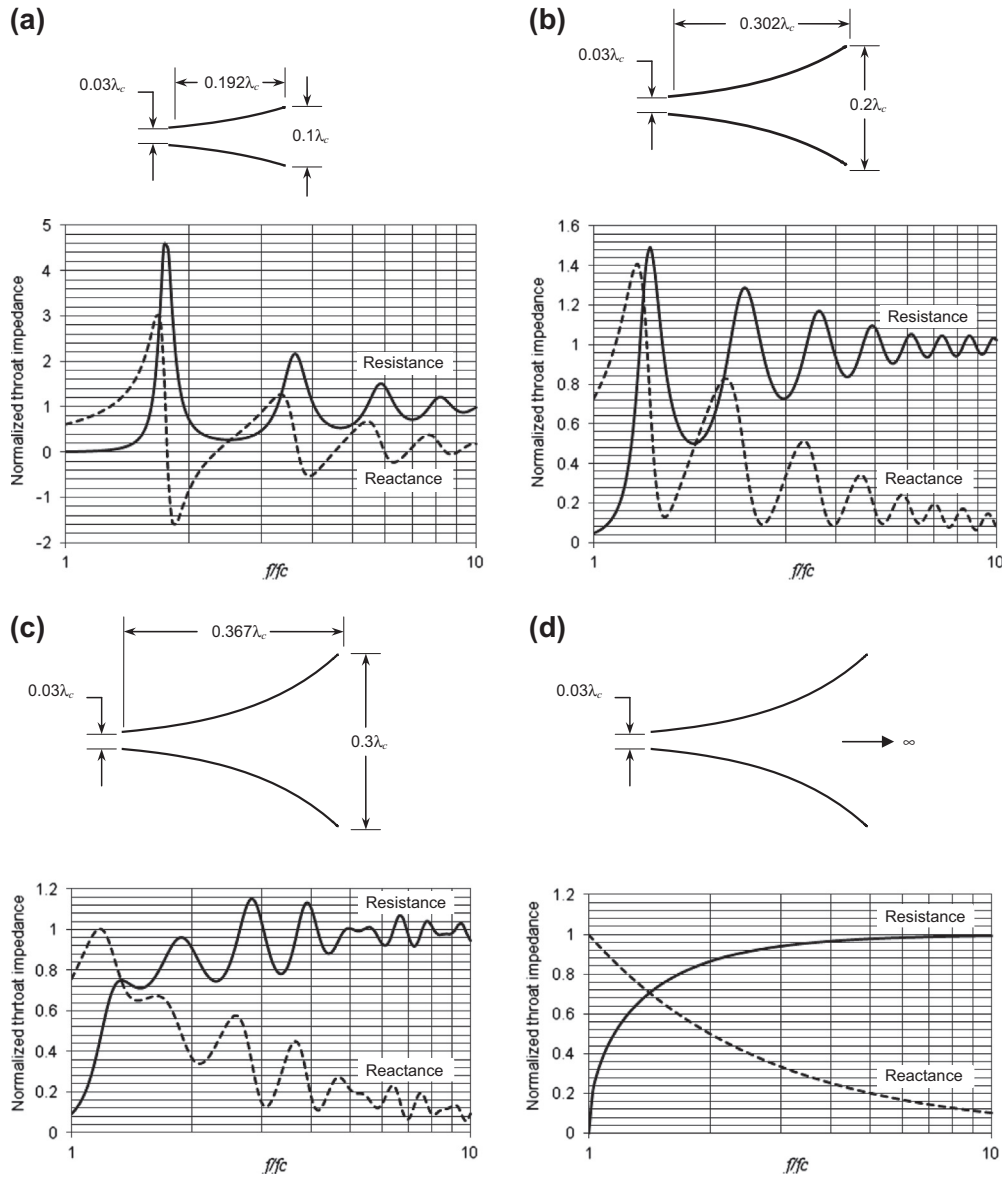 (a)
0.03λc
0.192λc
0.1λc
Normalized throat impedance
5
4
3
2
1
0
-1
-2
Resistance
Reactance
1
10
f/fc
(b)
0.03λc
0.302λc
0.2λc
Normalized throat impedance
1.6
1.4
1.2
1
0.8
0.6
0.4
0.2
0
Resistance
Reactance
1
10
f/fc
(c)
0.03λc
0.367λc
0.3λc
Normalized thrtoat impedance
1.2
1
0.8
0.6
0.4
0.2
0
Resistance
Reactance
1
10
f/fc
(d)
0.03λc
∞
Normalized throat impedance
1.2
1
0.8
0.6
0.4
0.2
0
Resistance
Reactance
1
10
f/fc